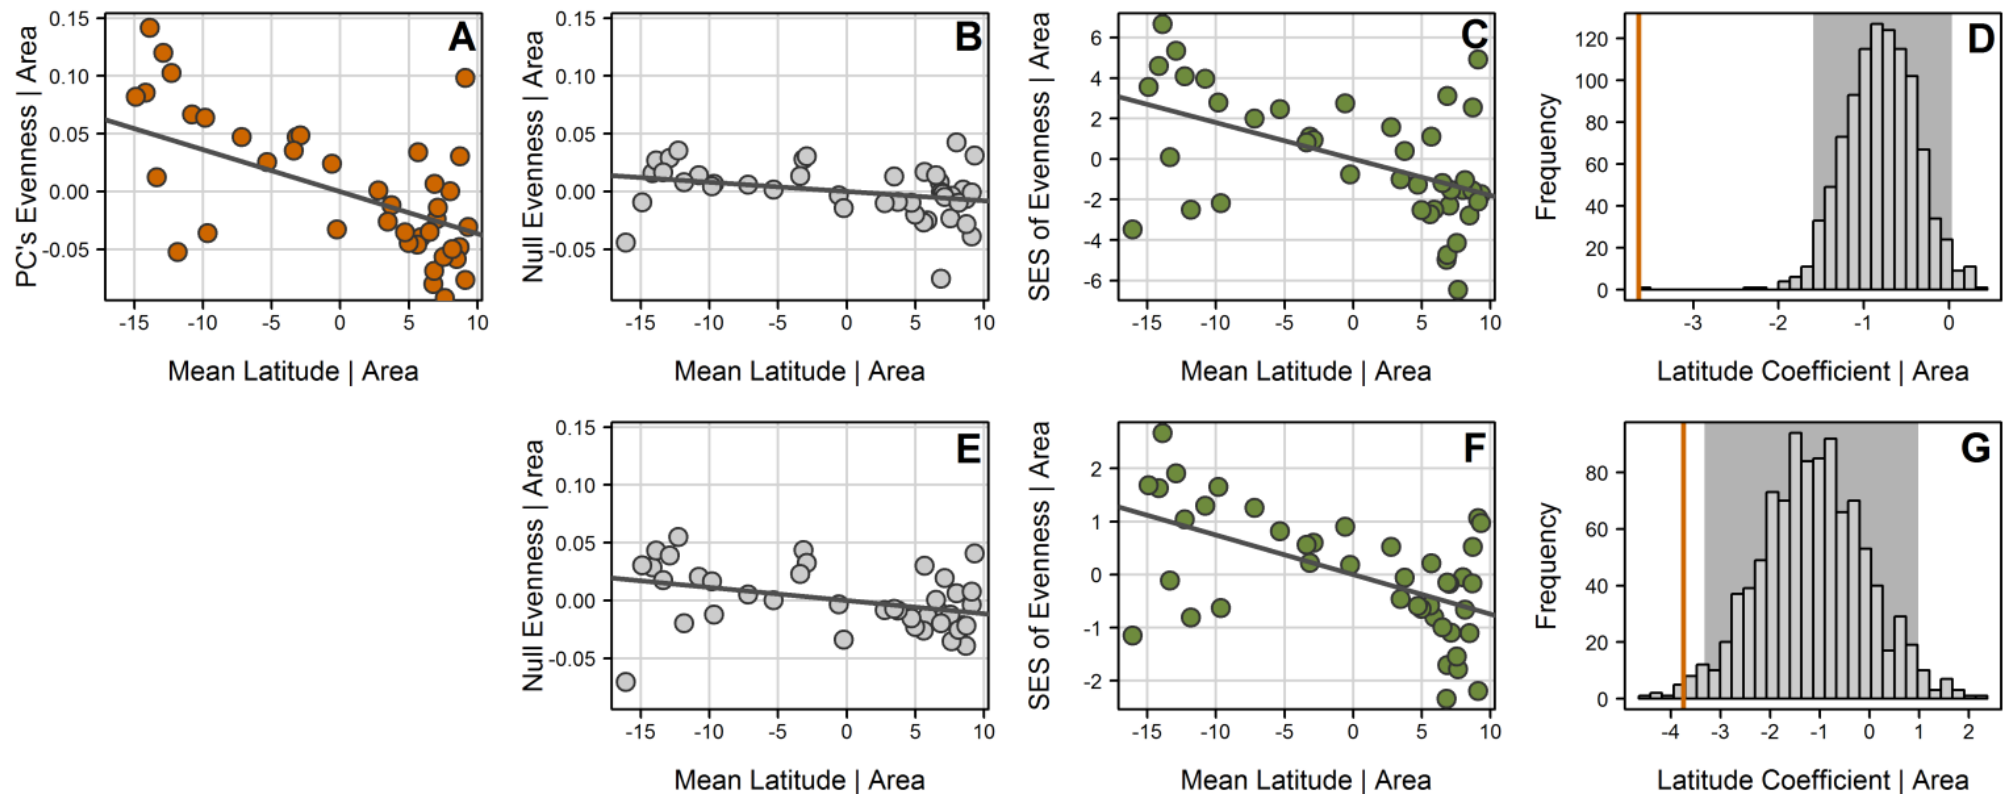 A
PC's Evenness | Area
0.15
0.10
0.05
0.00
-0.05
-15 -10 -5 0 5 10
Mean Latitude | Area
B
Null Evenness | Area
0.15
0.10
0.05
0.00
-0.05
-15 -10 -5 0 5 10
Mean Latitude | Area
C
SES of Evenness | Area
6
4
2
0
-2
-4
-6
-15 -10 -5 0 5 10
Mean Latitude | Area
D
Frequency
120
100
80
60
40
20
0
-3 -2 -1 0
Latitude Coefficient | Area
E
Null Evenness | Area
0.15
0.10
0.05
0.00
-0.05
-15 -10 -5 0 5 10
Mean Latitude | Area
F
SES of Evenness | Area
2
1
0
-1
-2
-15 -10 -5 0 5 10
Mean Latitude | Area
G
Frequency
80
60
40
20
0
-4 -3 -2 -1 0 1 2
Latitude Coefficient | Area